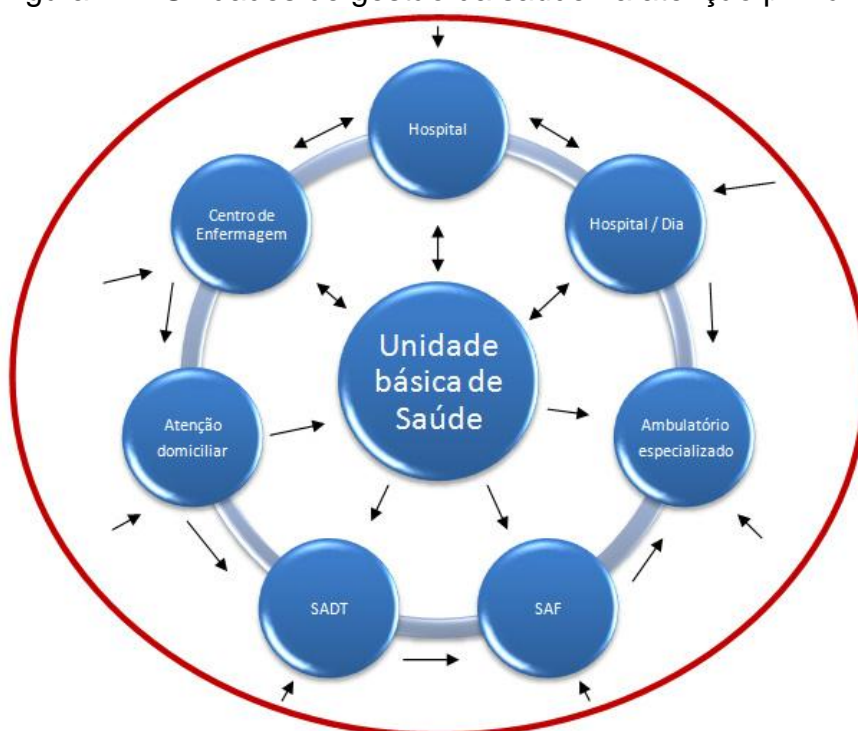 Hospital
Centro de
Enfermagem
Hospital / Dia
Unidade
básica de
Saúde
Atenção
domiciliar
Ambulatório
especializado
SADT
SAF